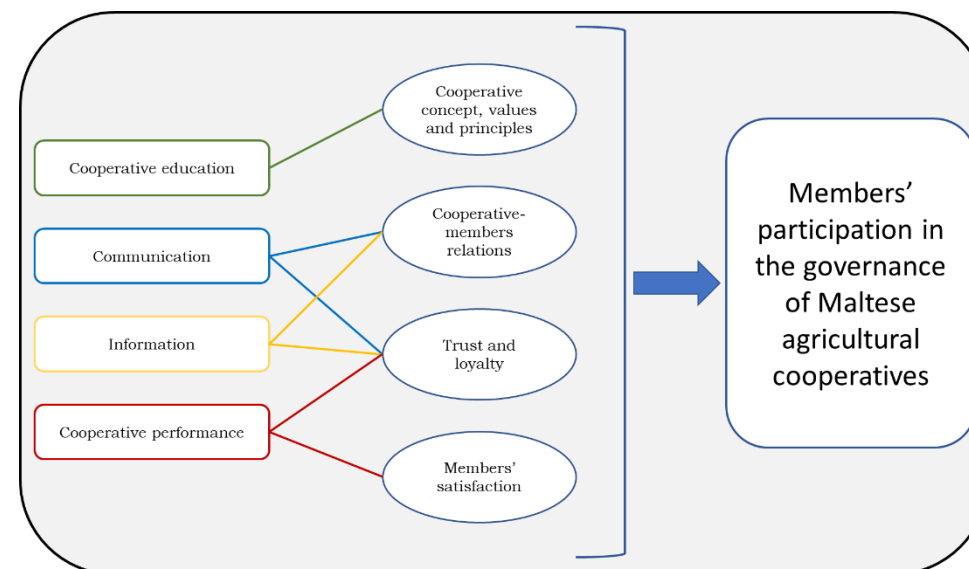 Cooperative education
Communication
Information
Cooperative performance
Cooperative
concept, values
and principles
Cooperative-
members
relations
Trust and
loyalty
Members’
satisfaction
Members’
participation in
the governance
of Maltese
agricultural
cooperatives